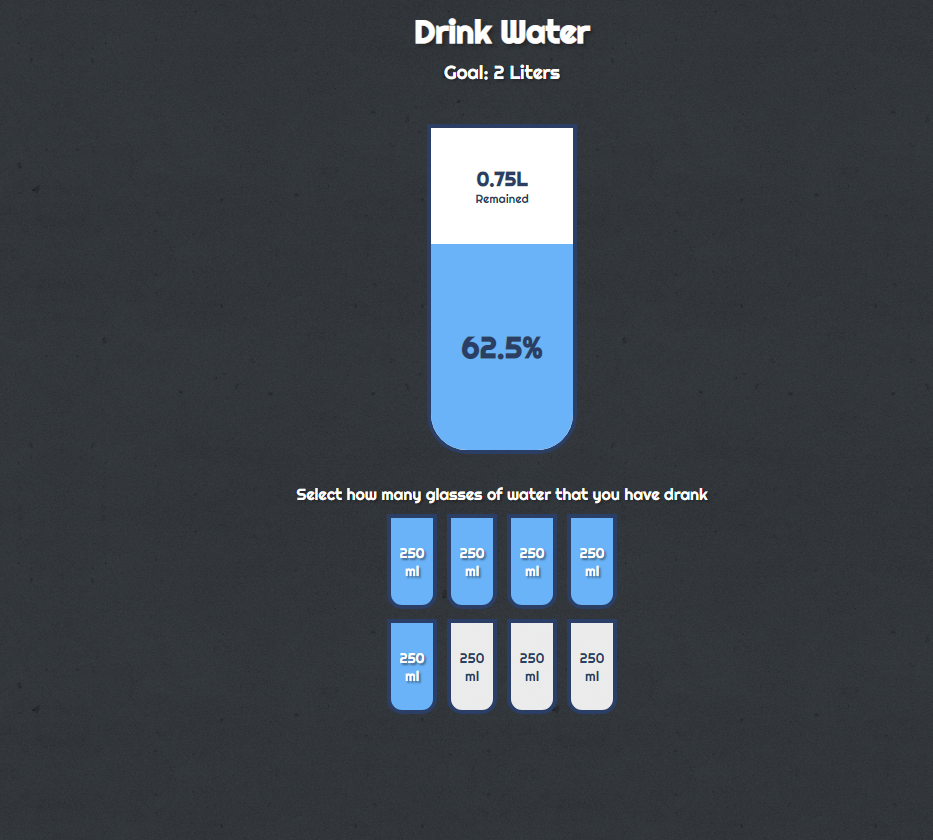 Drink Water
Goal: 2 Liters
0.75L
Remained
62.5%
Select how many glasses of water that you have drank
250 250 250 250
ml ml ml ml
250 250 250 250
ml ml ml ml